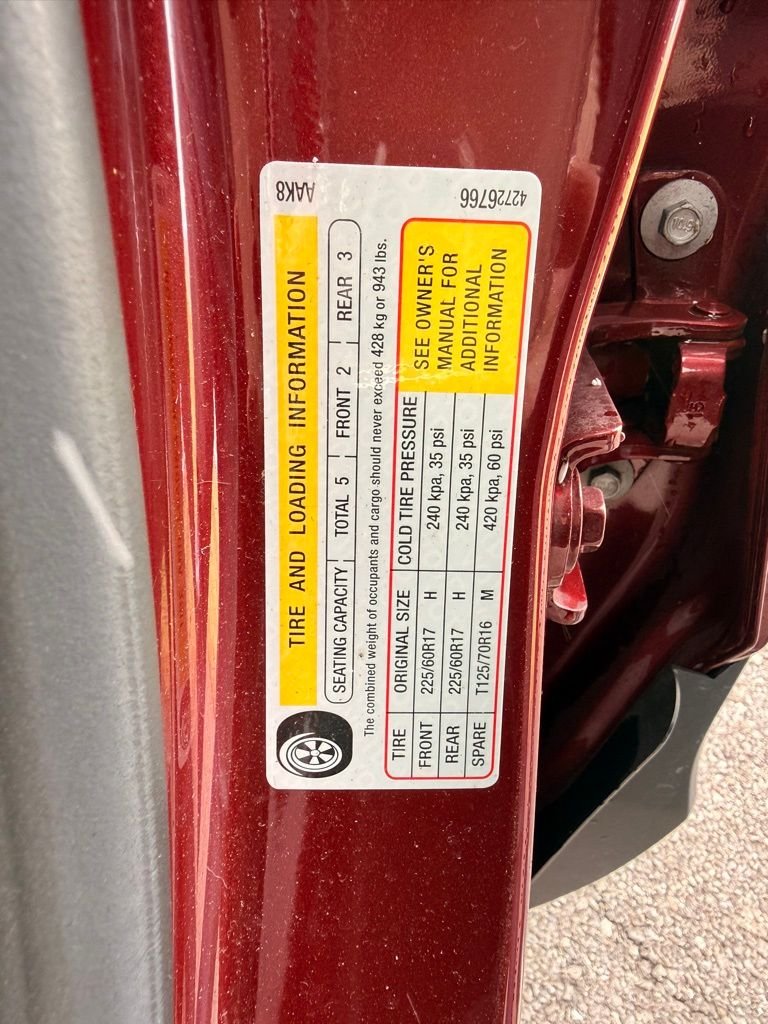 TIRE AND LOADING INFORMATION
SEATING CAPACITY TOTAL 5 FRONT 2 REAR 3
The combined weight of occupants and cargo should never exceed 428 kg or 943 lbs.
TIRE ORIGINAL SIZE COLD TIRE PRESSURE
FRONT 225/60R17 H 240 kpa, 35 psi
REAR 225/60R17 H 240 kpa, 35 psi
SPARE T125/70R16 M 420 kpa, 60 psi
SEE OWNER'S
MANUAL FOR
ADDITIONAL
INFORMATION
AAK8
42726766